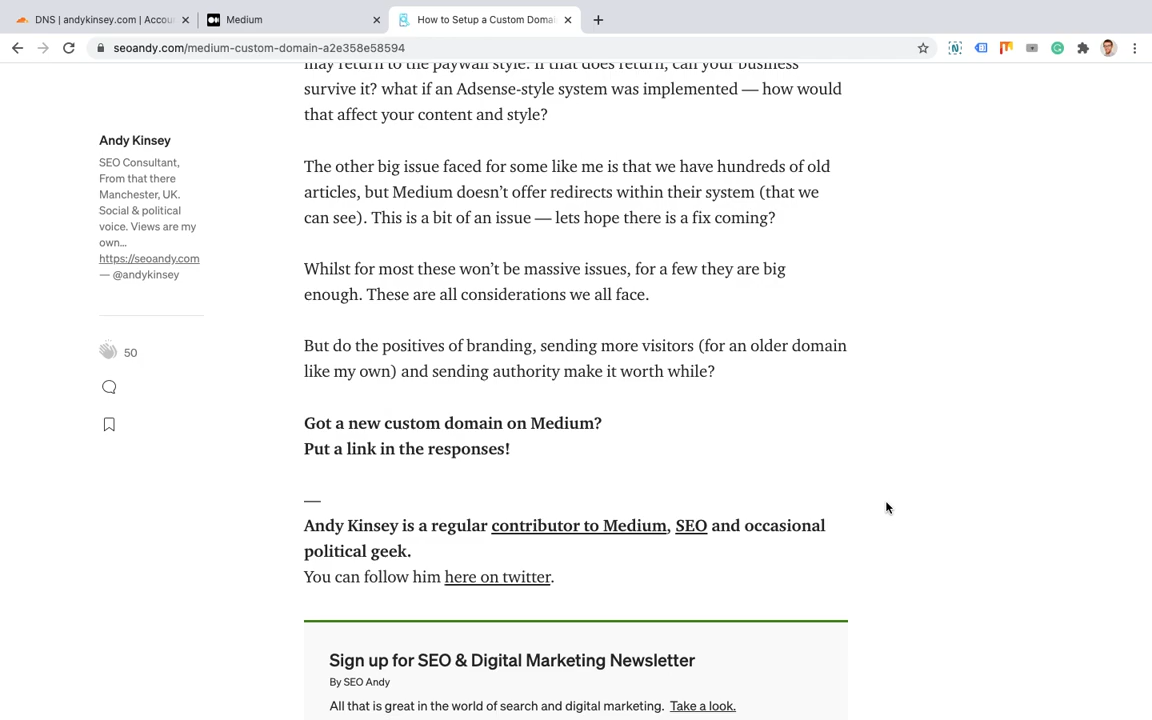 DNS | andykinsey.com | Accou
Medium
How to Setup a Custom Domai
seoandy.com/medium-custom-domain-a2e358e58594
may return to the paywall style. If that does return, can your business
survive it? what if an Adsense-style system was implemented — how would
that affect your content and style?
Andy Kinsey
SEO Consultant,
From that there
Manchester, UK.
Social & political
voice. Views are my
own…
https://seoandy.com
— @andykinsey
50
The other big issue faced for some like me is that we have hundreds of old
articles, but Medium doesn’t offer redirects within their system (that we
can see). This is a bit of an issue — lets hope there is a fix coming?
Whilst for most these won’t be massive issues, for a few they are big
enough. These are all considerations we all face.
But do the positives of branding, sending more visitors (for an older domain
like my own) and sending authority make it worth while?
Got a new custom domain on Medium?
Put a link in the responses!
—
Andy Kinsey is a regular contributor to Medium, SEO and occasional
political geek.
You can follow him here on twitter.
Sign up for SEO & Digital Marketing Newsletter
By SEO Andy
All that is great in the world of search and digital marketing. Take a look.